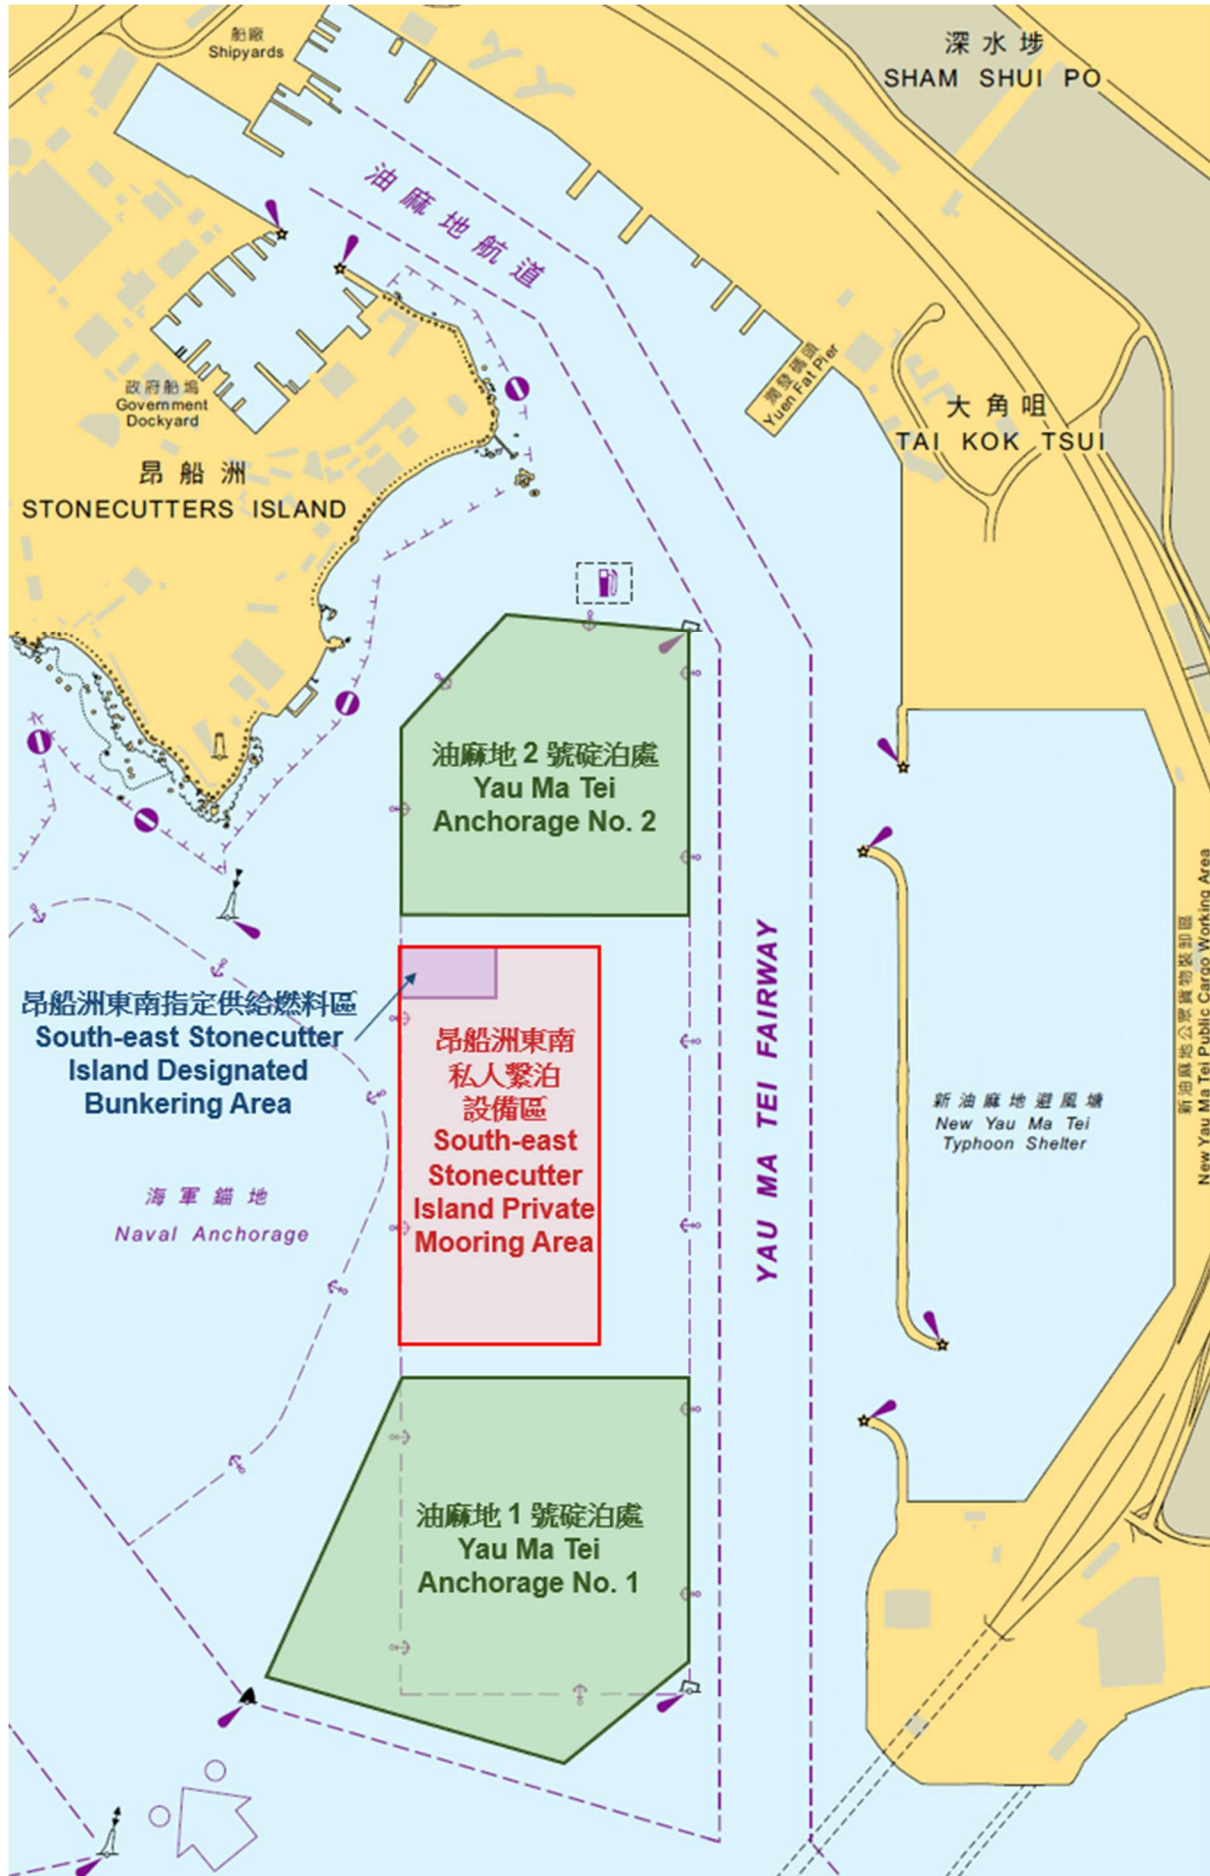 船廠
Shipyards
深水埗
SHAM SHUI PO
油麻地航道
潤發碼頭
Yuen Fat Pier
政府船塢
Government
Dockyard
大角咀
TAI KOK TSUI
昂船洲
STONECUTTERS ISLAND
油麻地 2 號碇泊處
Yau Ma Tei
Anchorage No. 2
YAU MA TEI FAIRWAY
昂船洲東南指定供給燃料區
South-east Stonecutter
Island Designated
Bunkering Area
昂船洲東南
私人繫泊
設備區
South-east
Stonecutter
Island Private
Mooring Area
新油麻地避風塘
New Yau Ma Tei
Typhoon Shelter
新油麻地公眾貨物裝卸區
New Yau Ma Tei Public Cargo Working Area
海軍錨地
Naval Anchorage
油麻地 1 號碇泊處
Yau Ma Tei
Anchorage No. 1